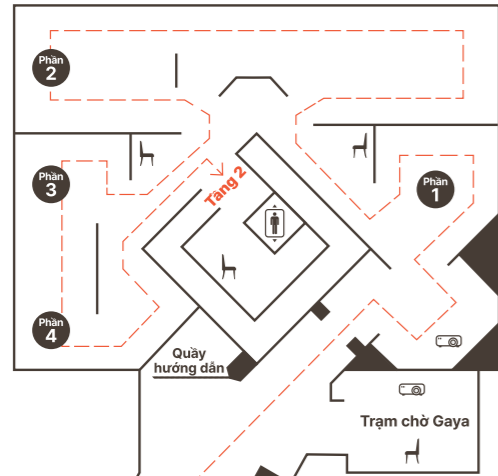 Phần
2
Phần
3
Tầng 2
Phần
1
Phần
4
Quầy
hướng dẫn
Trạm chờ Gaya